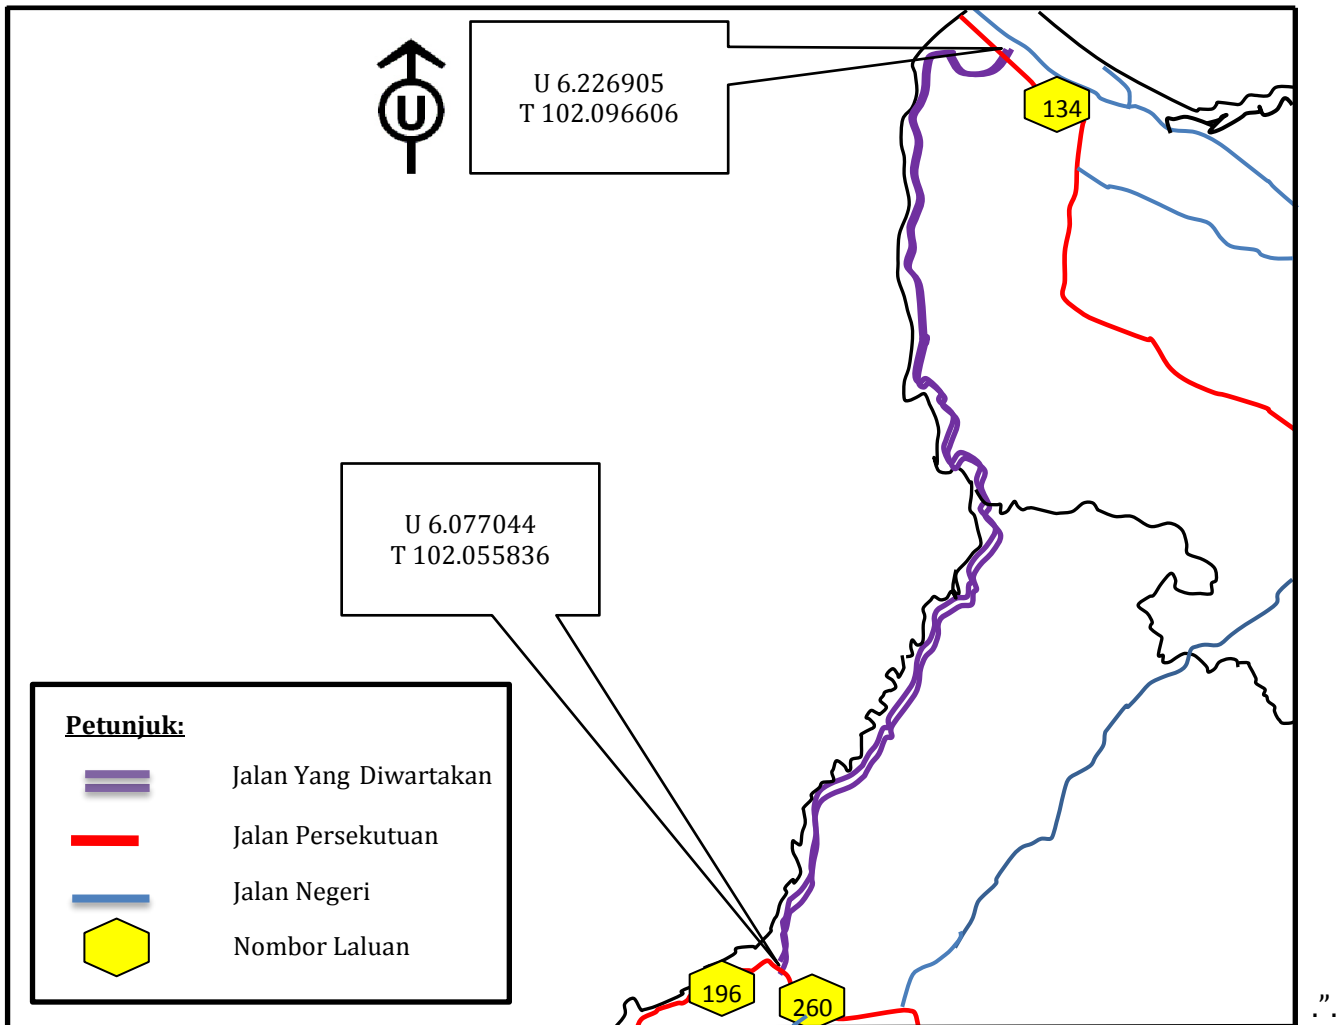 U
U 6.226905
T 102.096606
134
U 6.077044
T 102.055836
Petunjuk:
Jalan Yang Diwartakan
Jalan Persekutuan
Jalan Negeri
Nombor Laluan
196
260
.”.